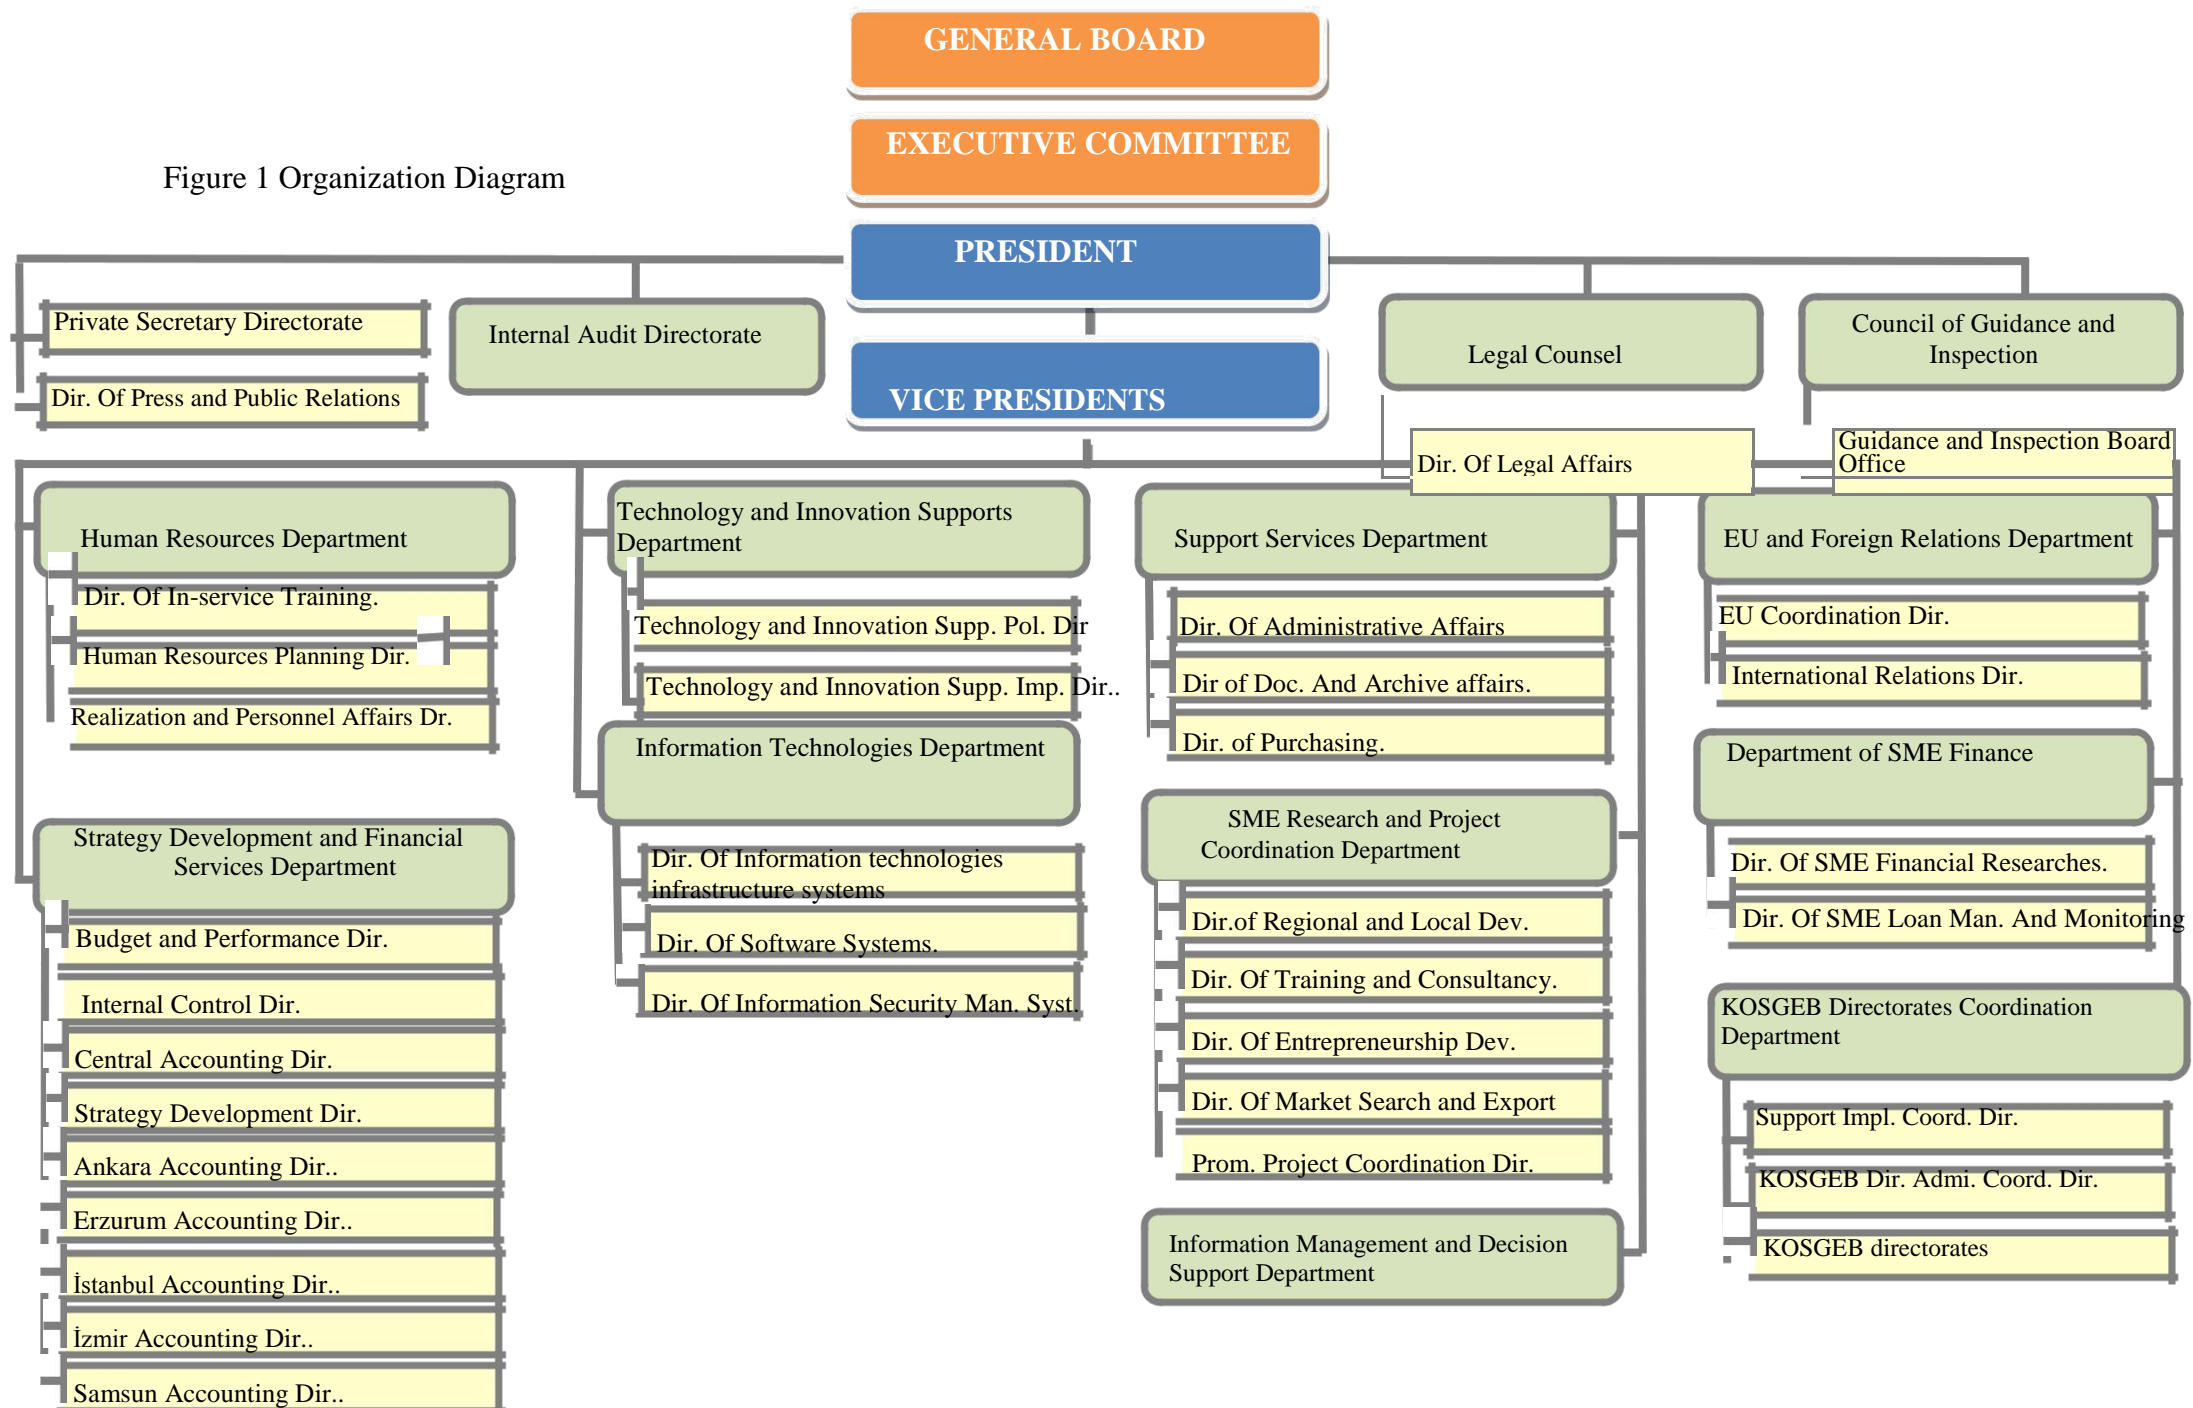 GENERAL BOARD
EXECUTIVE COMMITTEE
Figure 1 Organization Diagram
PRESIDENT
Private Secretary Directorate
Dir. Of Press and Public Relations
Internal Audit Directorate
VICE PRESIDENTS
Legal Counsel
Council of Guidance and
Inspection
Dir. Of Legal Affairs
Guidance and Inspection Board
Office
Human Resources Department
Dir. Of In-service Training.
Human Resources Planning Dir.
Realization and Personnel Affairs Dr.
Strategy Development and Financial
Services Department
Budget and Performance Dir.
Internal Control Dir.
Central Accounting Dir.
Strategy Development Dir.
Ankara Accounting Dir..
Erzurum Accounting Dir..
İstanbul Accounting Dir..
İzmir Accounting Dir..
Samsun Accounting Dir..
Technology and Innovation Supports
Department
Technology and Innovation Supp. Pol. Dir
Technology and Innovation Supp. Imp. Dir..
Information Technologies Department
Dir. Of Information technologies
infrastructure systems
Dir. Of Software Systems.
Dir. Of Information Security Man. Syst.
Support Services Department
Dir. Of Administrative Affairs
Dir of Doc. And Archive affairs.
Dir. of Purchasing.
SME Research and Project
Coordination Department
Dir.of Regional and Local Dev.
Dir. Of Training and Consultancy.
Dir. Of Entrepreneurship Dev.
Dir. Of Market Search and Export
Prom. Project Coordination Dir.
Information Management and Decision
Support Department
EU and Foreign Relations Department
EU Coordination Dir.
International Relations Dir.
Department of SME Finance
Dir. Of SME Financial Researches.
Dir. Of SME Loan Man. And Monitoring
KOSGEB Directorates Coordination
Department
Support Impl. Coord. Dir.
KOSGEB Dir. Admi. Coord. Dir.
KOSGEB directorates